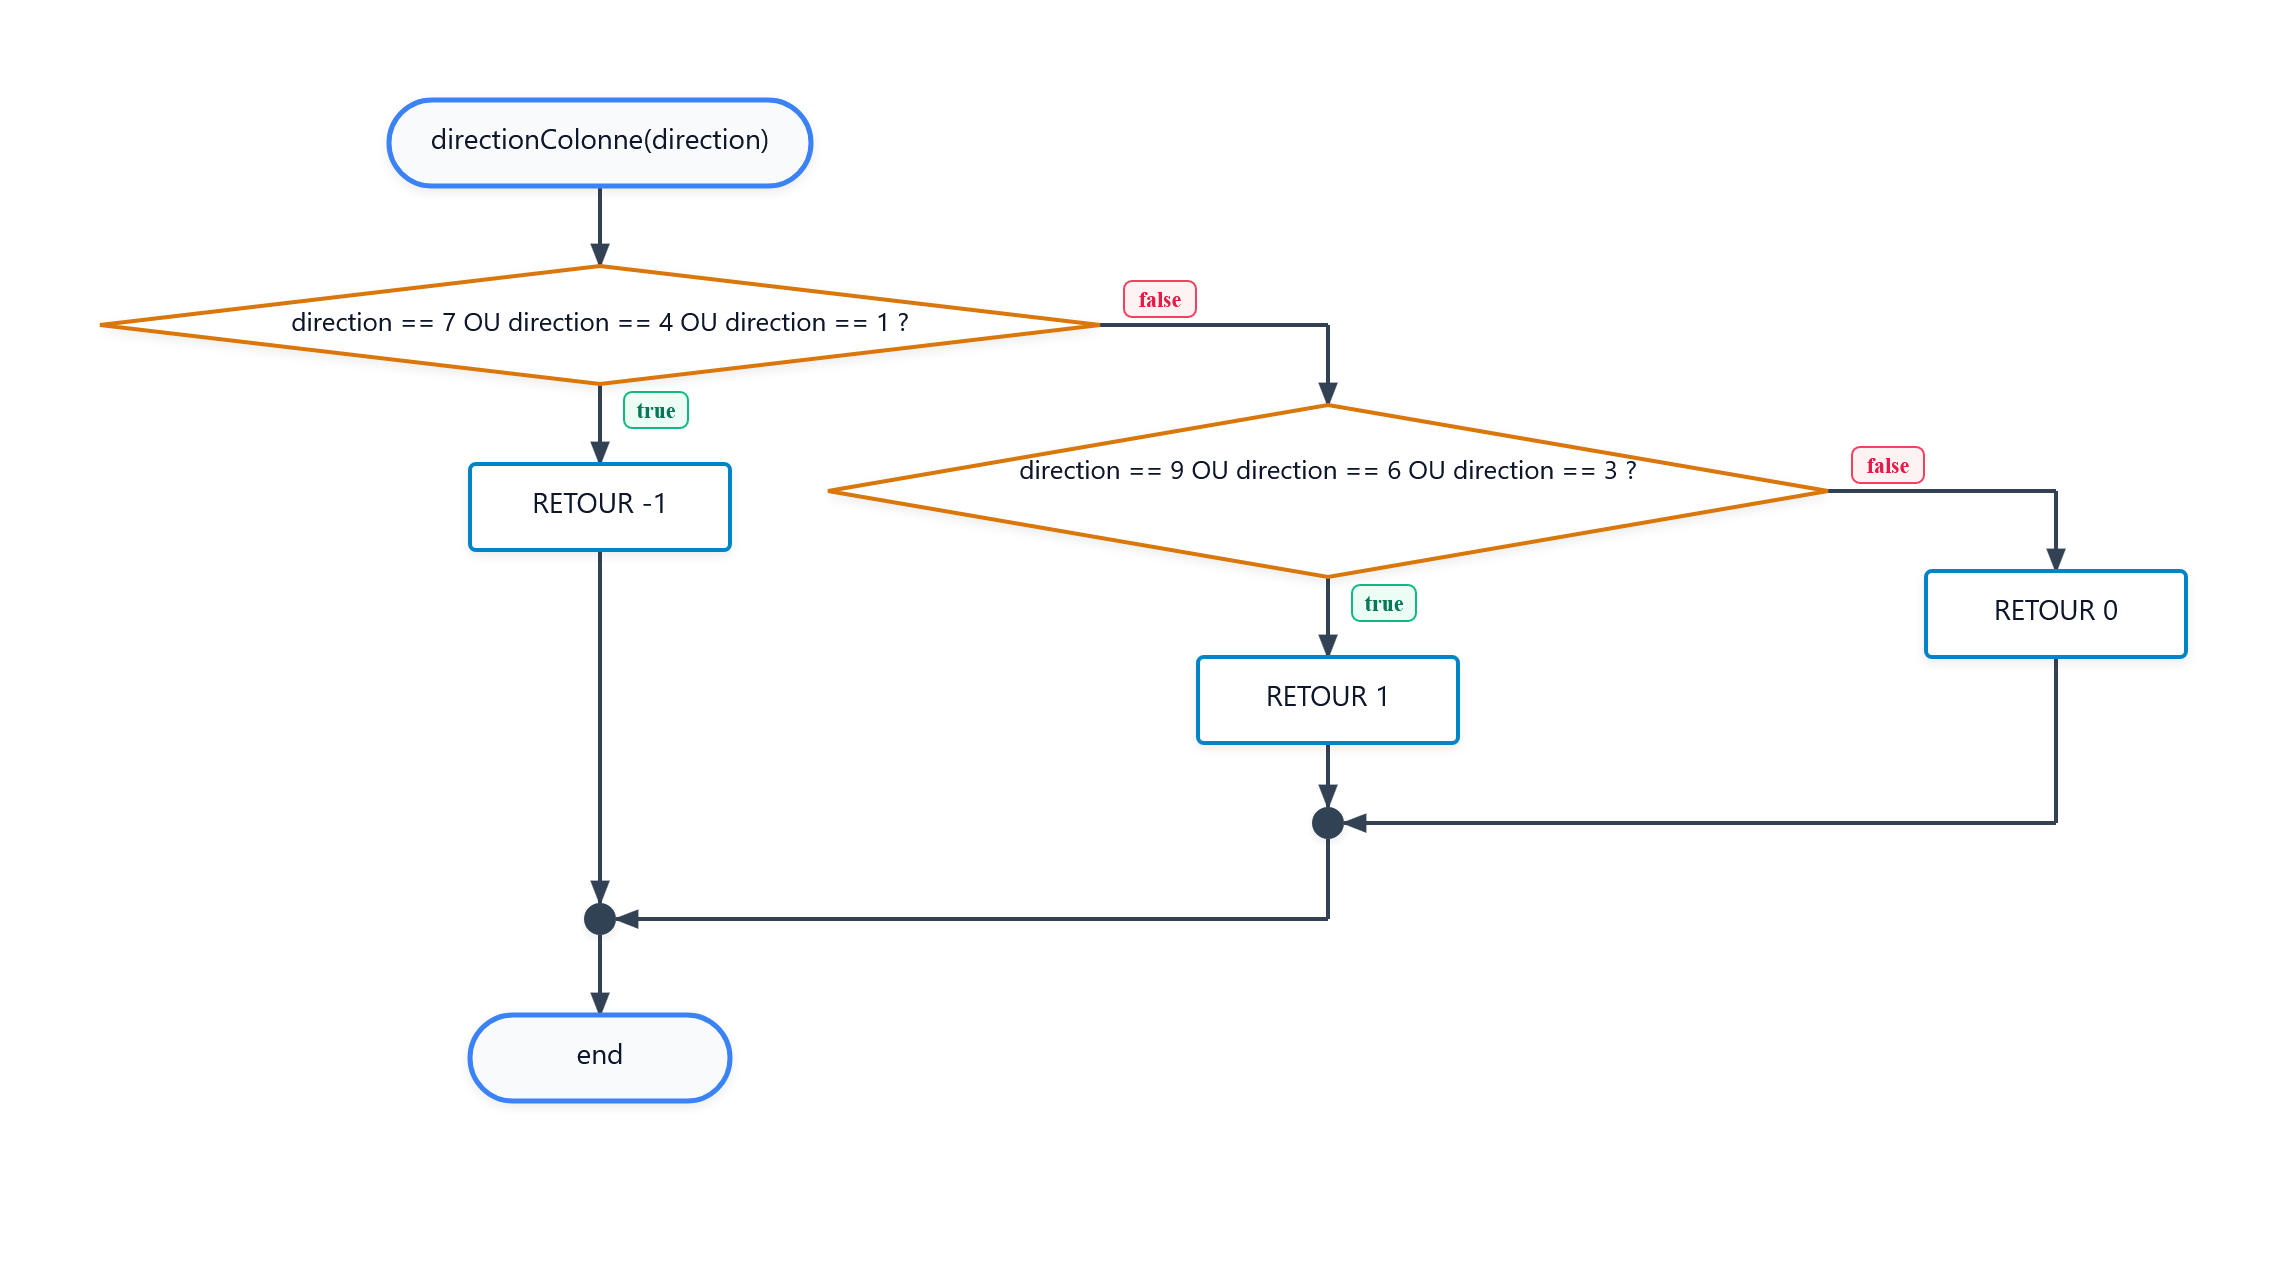 directionColonne(direction)
direction == 7 OU direction == 4 OU direction == 1 ?
false
true
RETOUR -1
direction == 9 OU direction == 6 OU direction == 3 ?
false
true
RETOUR 0
RETOUR 1
end